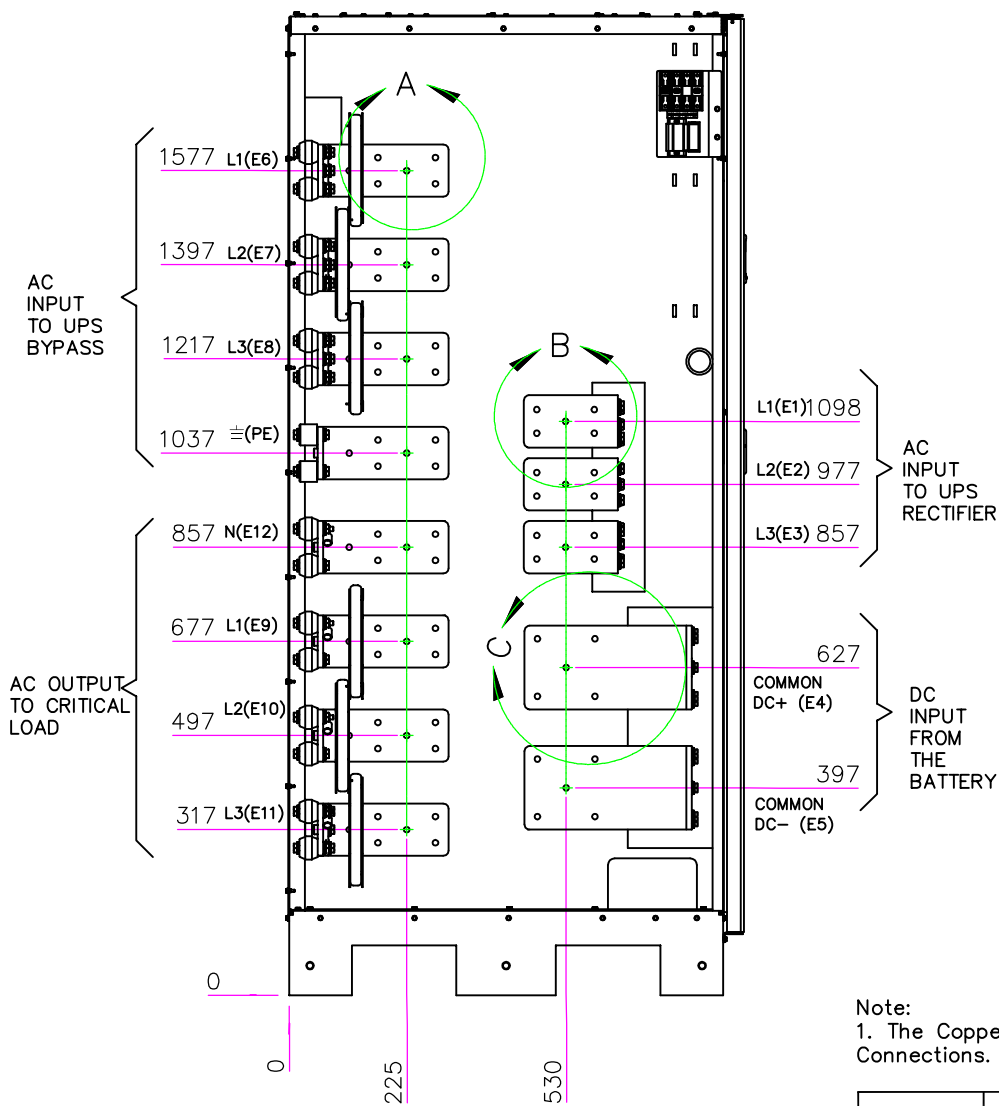 A
1577 L1(E6)
1397 L2(E7)
AC
INPUT
TO UPS
BYPASS
1217 L3(E8)
1037 (PE)
857 N(E12)
677 L1(E9)
AC OUTPUT
TO CRITICAL
LOAD
L2(E10)
497
317 L3(E11)
B
L1(E1)1098
L2(E2) 977
L3(E3) 857
AC
INPUT
TO UPS
RECTIFIER
C
627
COMMON
DC+ (E4)
397
COMMON
DC- (E5)
DC
INPUT
FROM
THE
BATTERY
0
0
225
530
Note:
1. The Coppe
Connections.